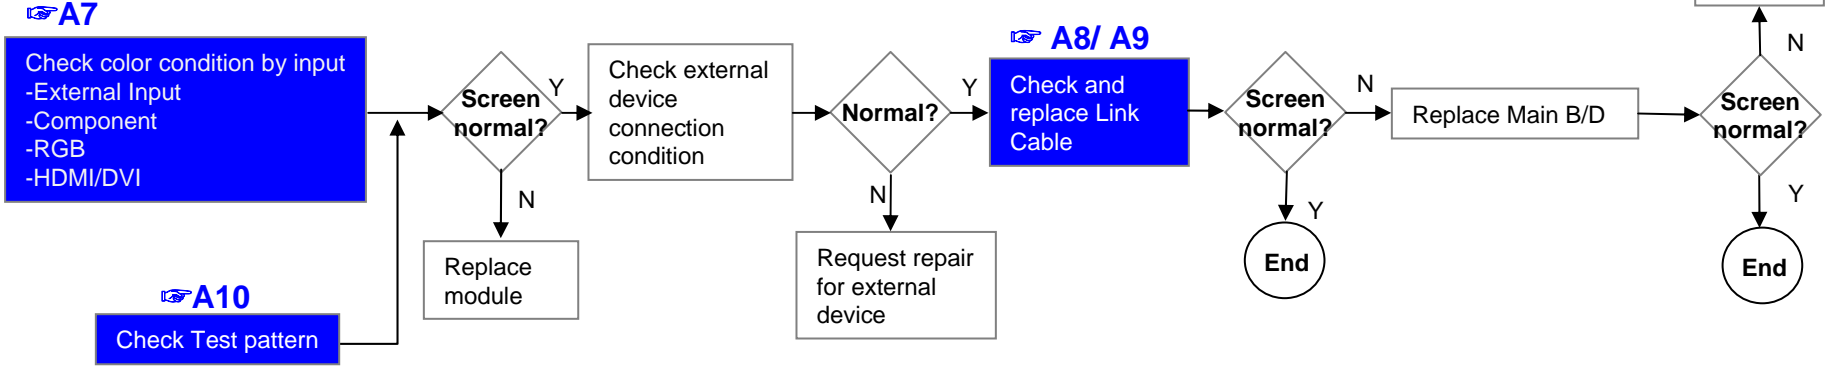 ☞A7
Check color condition by input
-External Input
-Component
-RGB
-HDMI/DVI
☞A10
Check Test pattern
Screen
normal?
Y
N
Replace
module
Check external
device
connection
condition
Normal?
Y
N
Request repair
for external
device
☞ A8/ A9
Check and
replace Link
Cable
Screen
normal?
N
Y
End
Replace Main B/D
Screen
normal?
N
Y
End